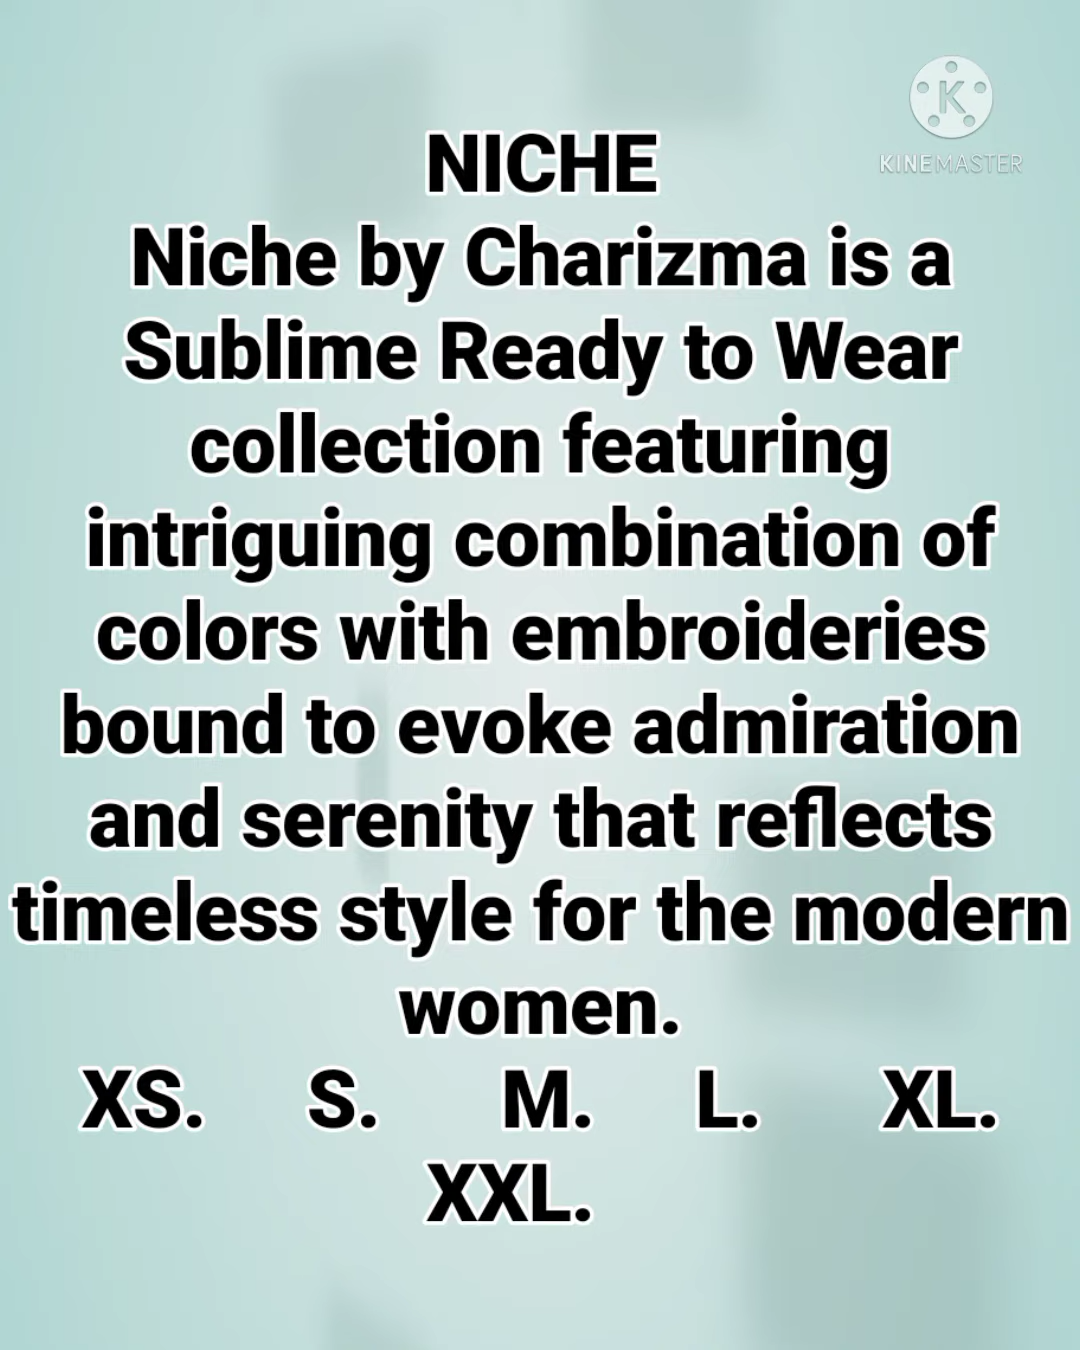 K
KINEMASTER
NICHE
Niche by Charizma is a
Sublime Ready to Wear
collection featuring
intriguing combination of
colors with embroideries
bound to evoke admiration
and serenity that reflects
timeless style for the modern
women.
XS. S. M. L. XL.
XXL.